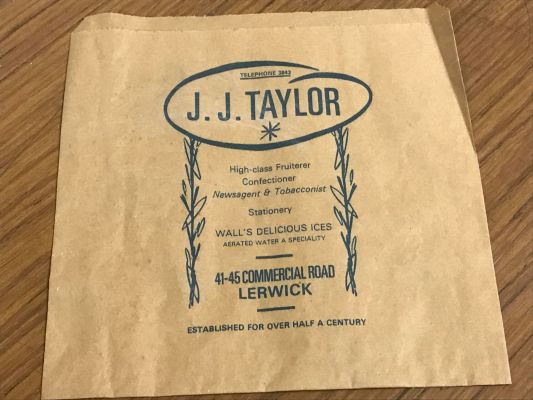 TELEPHONE 3843
J. J. TAYLOR
High-class Fruiterer
Confectioner
Newsagent & Tobacconist
Stationery
WALL'S DELICIOUS ICES
AERATED WATER A SPECIALITY
41-45 COMMERCIAL ROAD
LERWICK
ESTABLISHED FOR OVER HALF A CENTURY